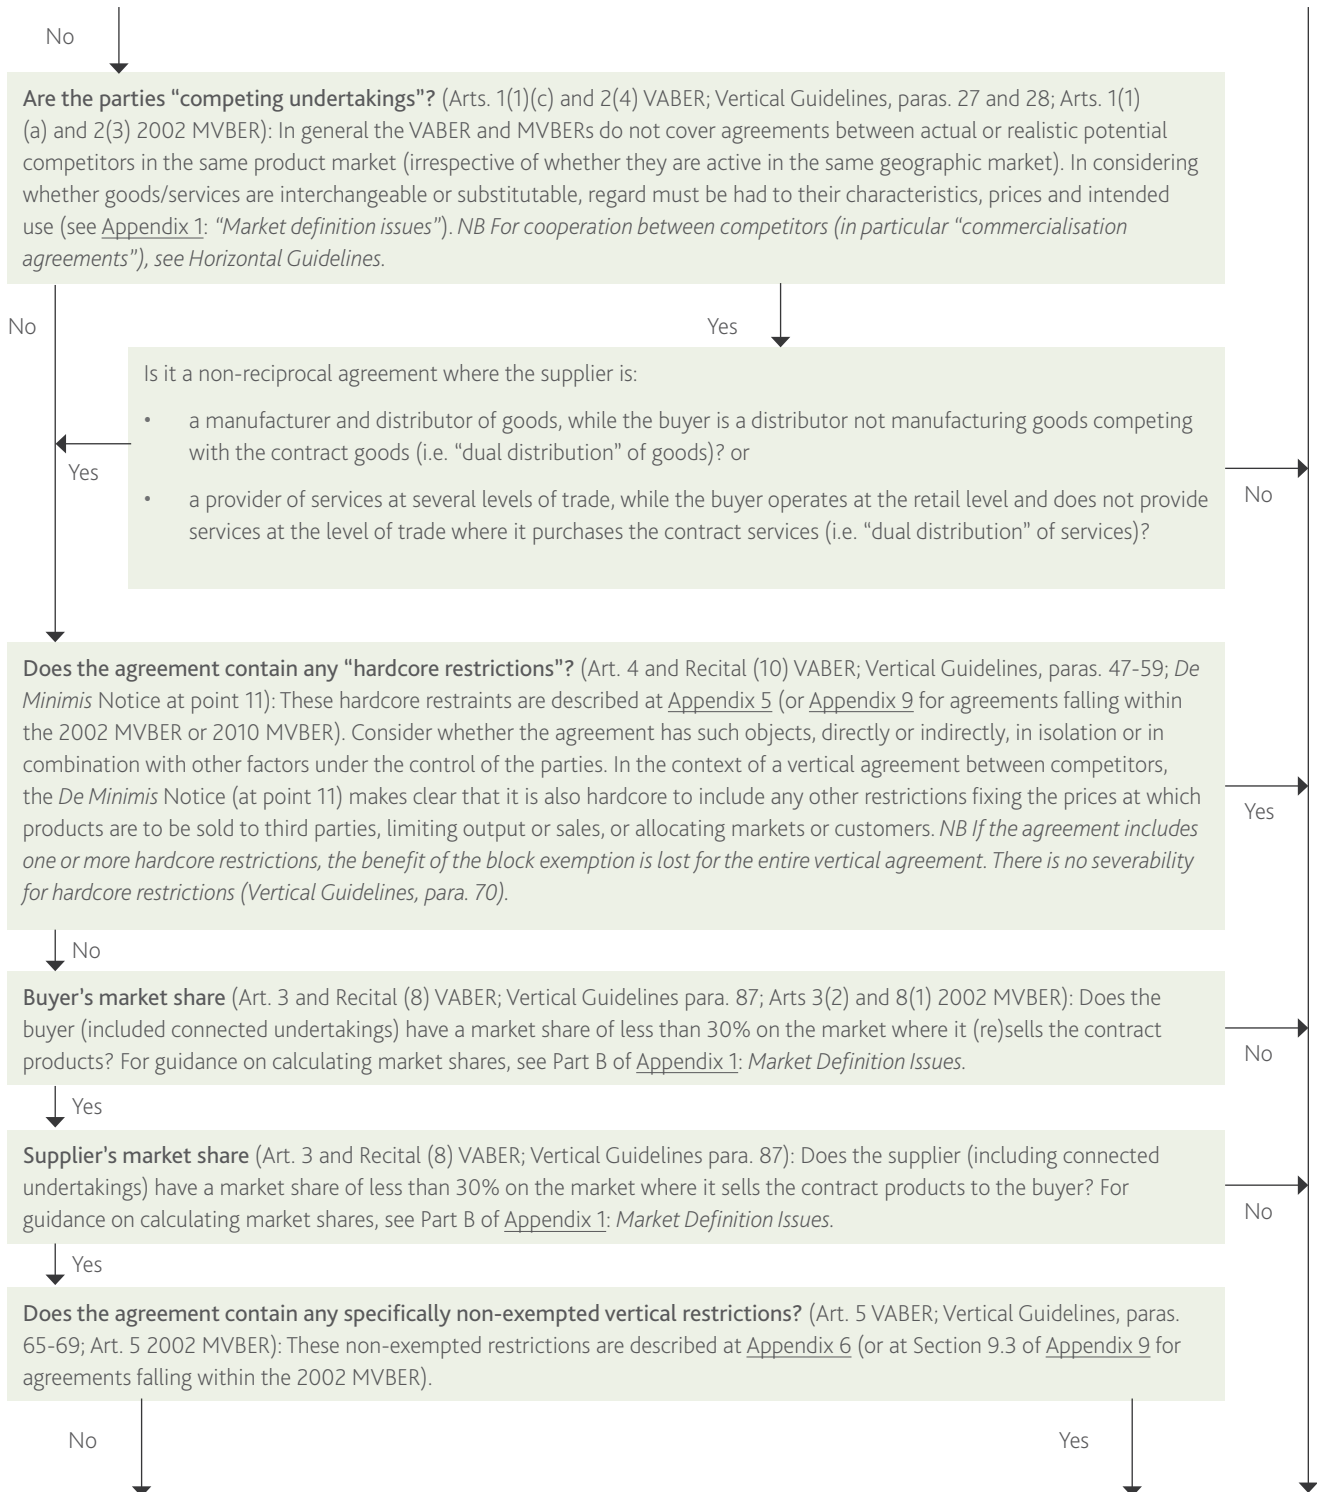 No
Are the parties “competing undertakings”? (Arts. 1(1)(c) and 2(4) VABER; Vertical Guidelines, paras. 27 and 28; Arts. 1(1)
(a) and 2(3) 2002 MVBER): In general the VABER and MVBERs do not cover agreements between actual or realistic potential
competitors in the same product market (irrespective of whether they are active in the same geographic market). In considering
whether goods/services are interchangeable or substitutable, regard must be had to their characteristics, prices and intended
use (see Appendix 1: “Market definition issues”). NB For cooperation between competitors (in particular “commercialisation
agreements”), see Horizontal Guidelines.
No
Yes
Is it a non-reciprocal agreement where the supplier is:
• a manufacturer and distributor of goods, while the buyer is a distributor not manufacturing goods competing
with the contract goods (i.e. “dual distribution” of goods)? or
Yes
• a provider of services at several levels of trade, while the buyer operates at the retail level and does not provide
services at the level of trade where it purchases the contract services (i.e. “dual distribution” of services)?
No
Does the agreement contain any “hardcore restrictions”? (Art. 4 and Recital (10) VABER; Vertical Guidelines, paras. 47-59; De
Minimis Notice at point 11): These hardcore restraints are described at Appendix 5 (or Appendix 9 for agreements falling within
the 2002 MVBER or 2010 MVBER). Consider whether the agreement has such objects, directly or indirectly, in isolation or in
combination with other factors under the control of the parties. In the context of a vertical agreement between competitors,
the De Minimis Notice (at point 11) makes clear that it is also hardcore to include any other restrictions fixing the prices at which
products are to be sold to third parties, limiting output or sales, or allocating markets or customers. NB If the agreement includes
one or more hardcore restrictions, the benefit of the block exemption is lost for the entire vertical agreement. There is no severability
for hardcore restrictions (Vertical Guidelines, para. 70).
Yes
No
Buyer’s market share (Art. 3 and Recital (8) VABER; Vertical Guidelines para. 87; Arts 3(2) and 8(1) 2002 MVBER): Does the
buyer (included connected undertakings) have a market share of less than 30% on the market where it (re)sells the contract
products? For guidance on calculating market shares, see Part B of Appendix 1: Market Definition Issues.
No
Yes
Supplier’s market share (Art. 3 and Recital (8) VABER; Vertical Guidelines para. 87): Does the supplier (including connected
undertakings) have a market share of less than 30% on the market where it sells the contract products to the buyer? For
guidance on calculating market shares, see Part B of Appendix 1: Market Definition Issues.
No
Yes
Does the agreement contain any specifically non-exempted vertical restrictions? (Art. 5 VABER; Vertical Guidelines, paras.
65-69; Art. 5 2002 MVBER): These non-exempted restrictions are described at Appendix 6 (or at Section 9.3 of Appendix 9 for
agreements falling within the 2002 MVBER).
No
Yes